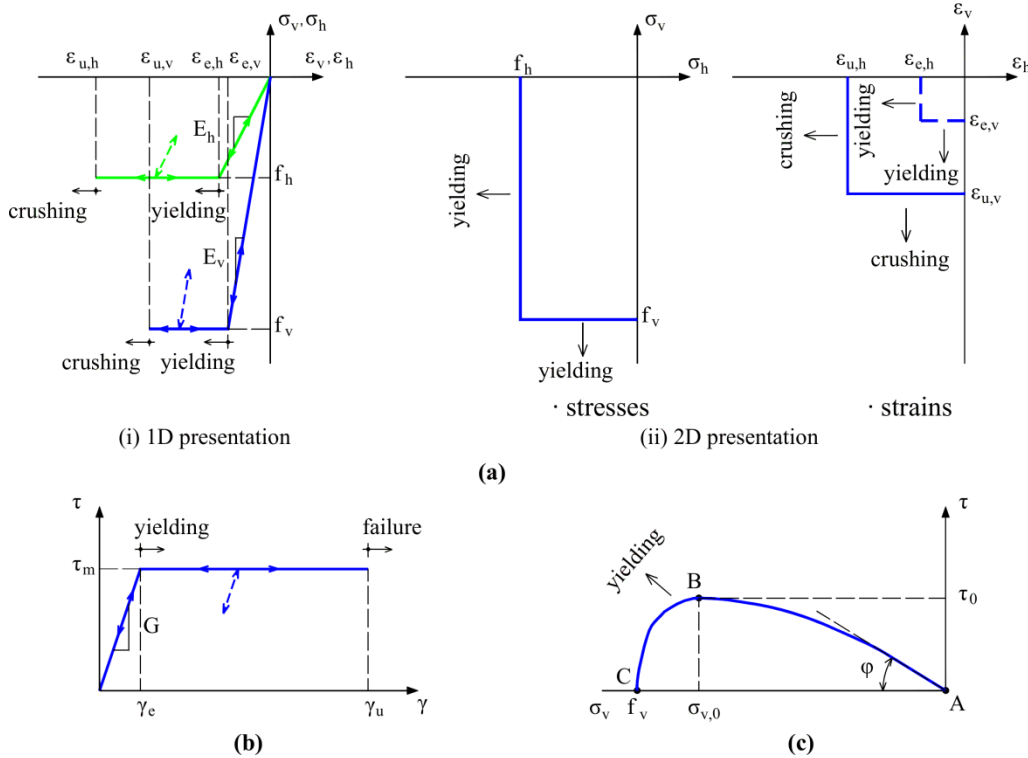 σv,σh
εu,h εu,v εe,h εe,v εv,εh
Eh
fh
crushing yielding
Ev
fv
crushing yielding
σv
fh σh
yielding
fv
yielding
· stresses
εv
εu,h εe,h εh
crushing
yielding
εe,v
yielding
εu,v
crushing
· strains
(i) 1D presentation
(ii) 2D presentation
(a)
τ
yielding failure
τm
G
γe γu γ
(b)
τ
yielding
B τ0
φ
C A
σv fv σv,0
(c)